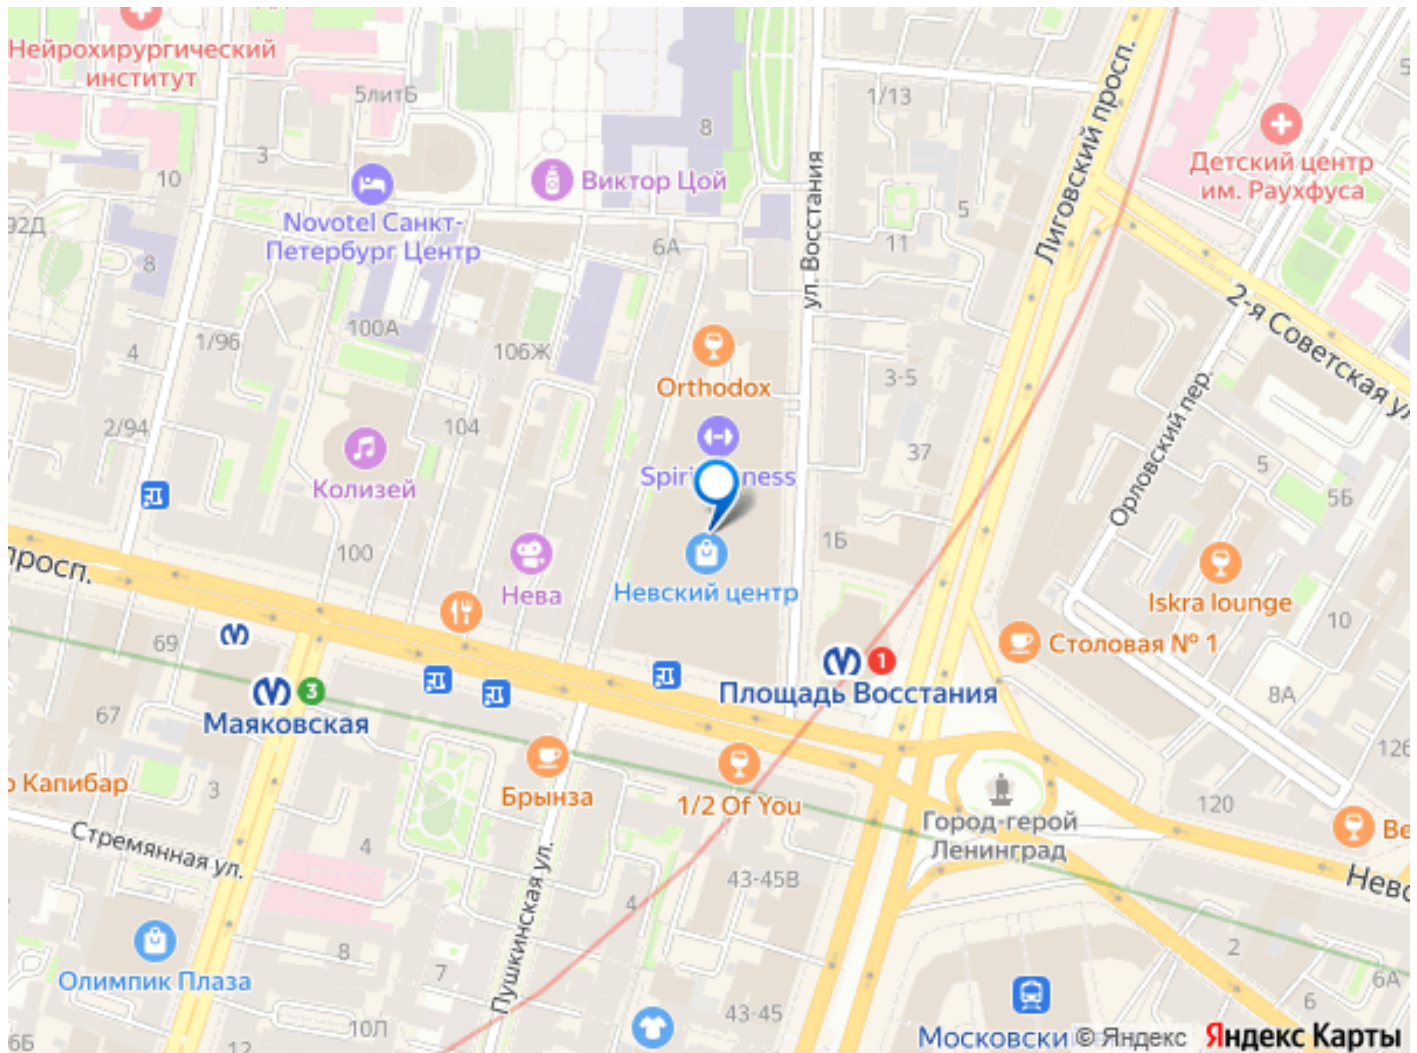 Нейрохирургический
институт
5литБ
3
10
92Д
8
8
Виктор Цой
Novotel Санкт-
Петербург Центр
6А
ул. Восстания
1/13
5
11
Лиговский просп.
Детский центр
им. Раухфуса
2-я Советская ул
Орловский пер.
1/96
4
100А
106Ж
Orthodox
3-5
37
2/94
104
Колизей
100
Нева
Невский центр
1Б
5
5Б
Iskra lounge
10
Столовая № 1
8А
просп.
69
67
Маяковская
3
Площадь Восстания
1
Капибар
3
Стремянная ул.
4
Брынза
1/2 Of You
Город-герой
Ленинград
120
126
Ве
Невс
43-45В
4
Пушкинская ул.
Олимпик Плаза
8
7
10Л
12
6Б
43-45
2
6А
6
Московски
© Яндекс
Яндекс Карты